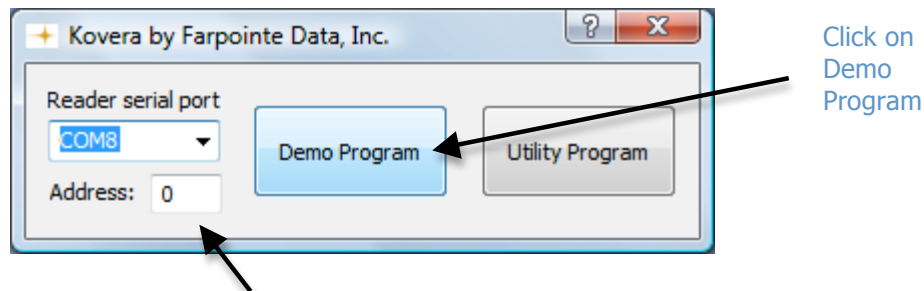 Kovera by Farpointe Data, Inc.
?
X
Click on
Demo
Program
Reader serial port
COM8
Demo Program
Utility Program
Address: 0